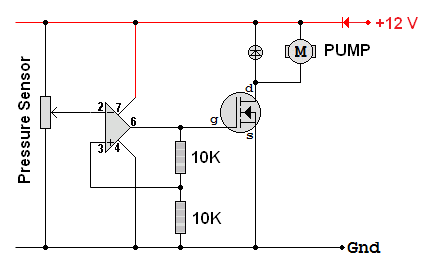 +12 V
PUMP
M
Pressure Sensor
2
7
6
3
4
d
g
s
10K
10K
Gnd